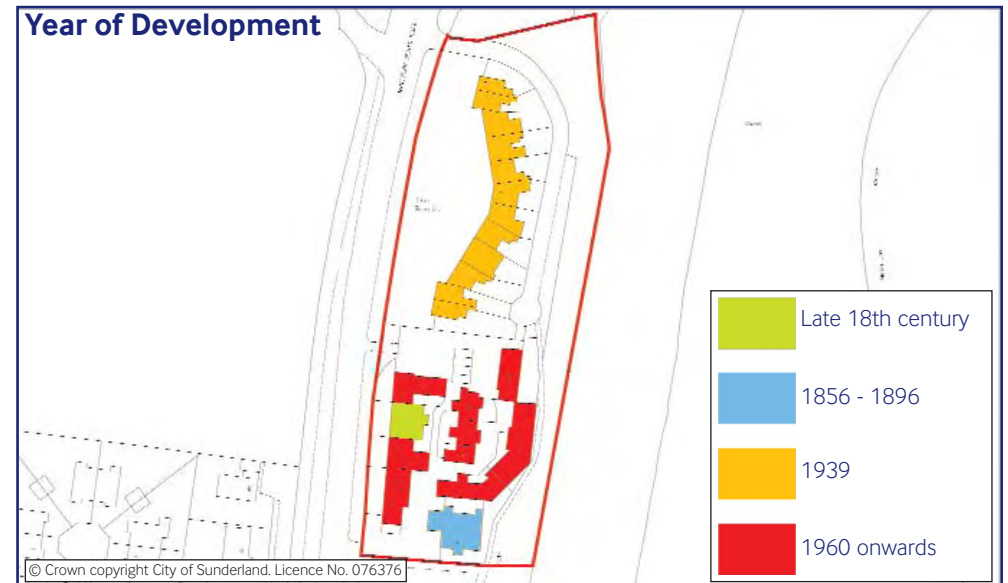 Year of Development
Late 18th century
1856 - 1896
1939
1960 onwards
© Crown copyright City of Sunderland. Licence No. 076376